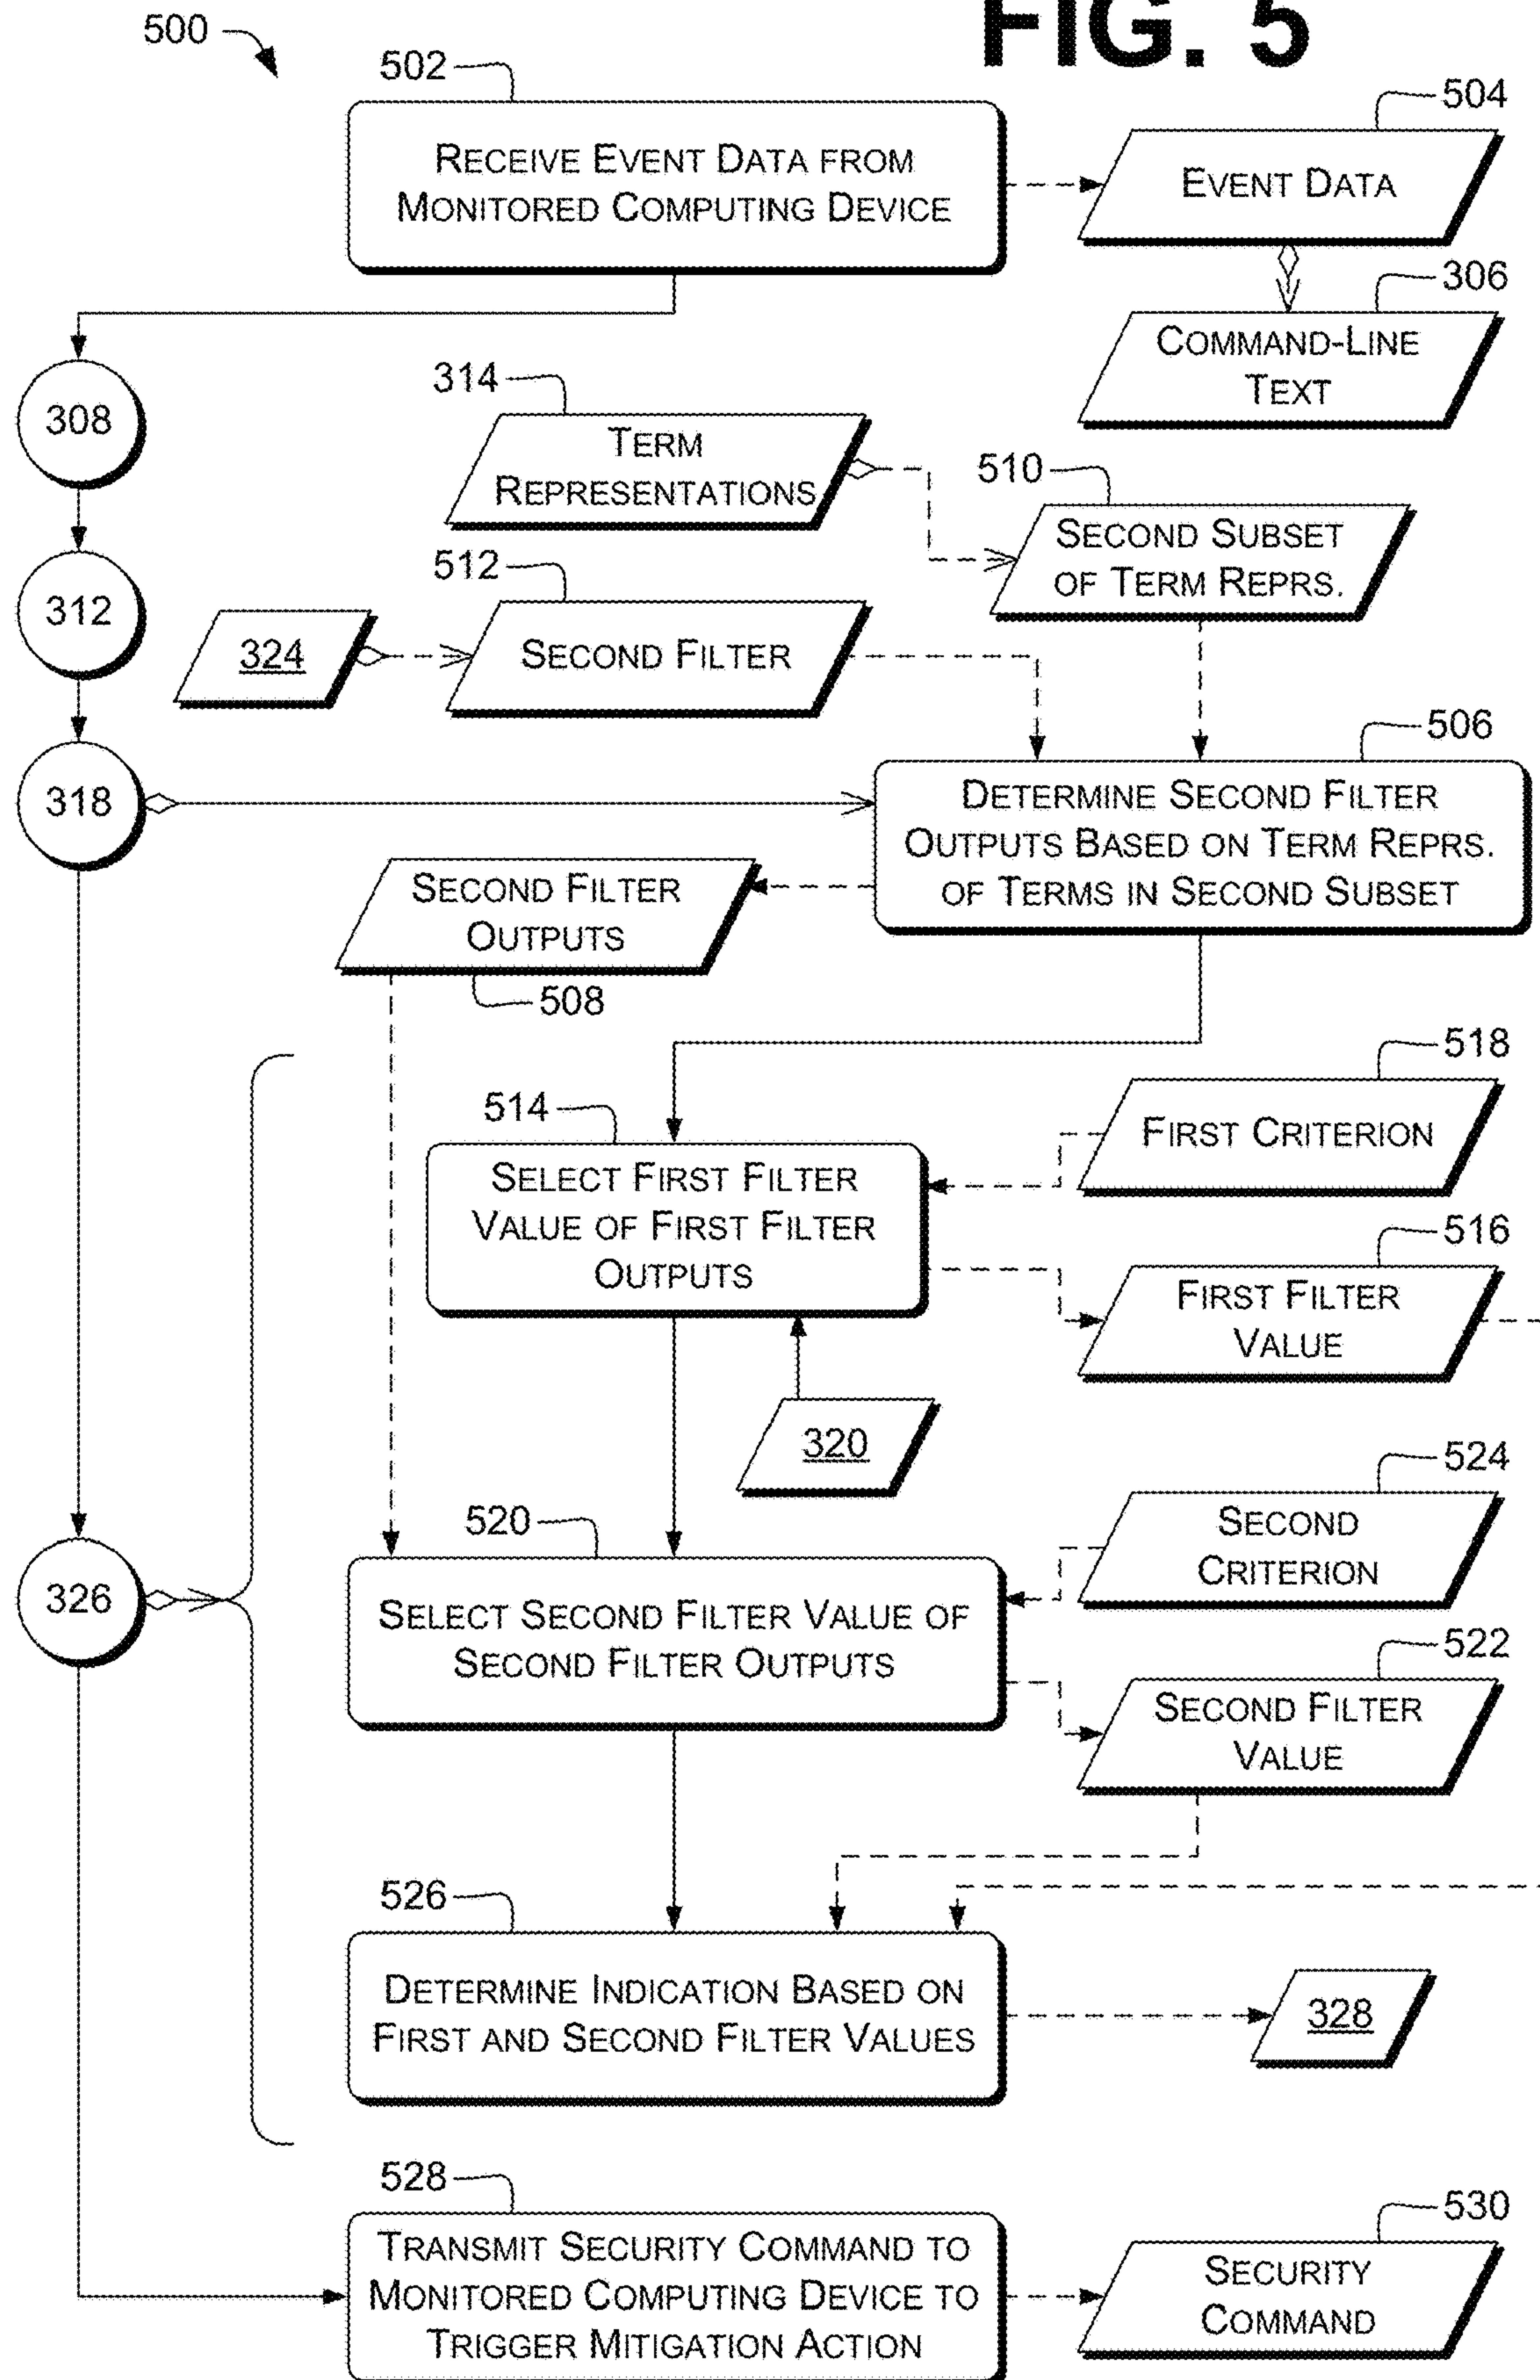 FIG. 5
500
502
RECEIVE EVENT DATA FROM
MONITORED COMPUTING DEVICE
504
EVENT DATA
306
COMMAND-LINE
TEXT
308
314
TERM
REPRESENTATIONS
510
SECOND SUBSET
OF TERM REPRS.
312
512
324
SECOND FILTER
318
506
DETERMINE SECOND FILTER
OUTPUTS BASED ON TERM REPRS.
OF TERMS IN SECOND SUBSET
SECOND FILTER
OUTPUTS
508
518
FIRST CRITERION
514
SELECT FIRST FILTER
VALUE OF FIRST FILTER
OUTPUTS
516
FIRST FILTER
VALUE
320
524
SECOND
CRITERION
520
326
SELECT SECOND FILTER VALUE OF
SECOND FILTER OUTPUTS
522
SECOND FILTER
VALUE
526
DETERMINE INDICATION BASED ON
FIRST AND SECOND FILTER VALUES
328
528
TRANSMIT SECURITY COMMAND TO
MONITORED COMPUTING DEVICE TO
TRIGGER MITIGATION ACTION
530
SECURITY
COMMAND